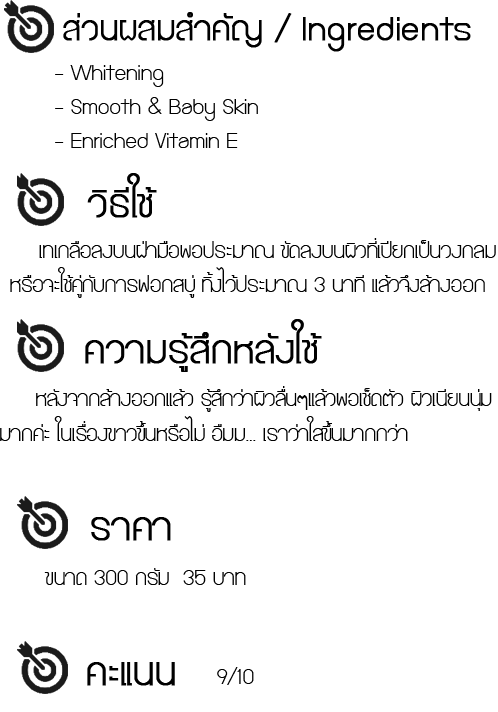 ส่วนผสมสำคัญ / Ingredients
- Whitening
- Smooth & Baby Skin
- Enriched Vitamin E
วิธีใช้
เทเกลือลงบนฝ่ามือพอประมาณ ขัดลงบนผิวที่เปียกเป็นวงกลม
หรือจะใช้คู่กับการฟอกสบู่ ทิ้งไว้ประมาณ 3 นาที แล้วจึงล้างออก
ความรู้สึกหลังใช้
หลังจากล้างออกแล้ว รู้สึกว่าผิวลื่นๆแล้วพอเช็ดตัว ผิวเนียนนุ่ม
มากค่ะ ในเรื่องขาวขึ้นหรือไม่ อืมม... เราว่าใสขึ้นมากกว่า
ราคา
ขนาด 300 กรัม 35 บาท
คะแนน 9/10